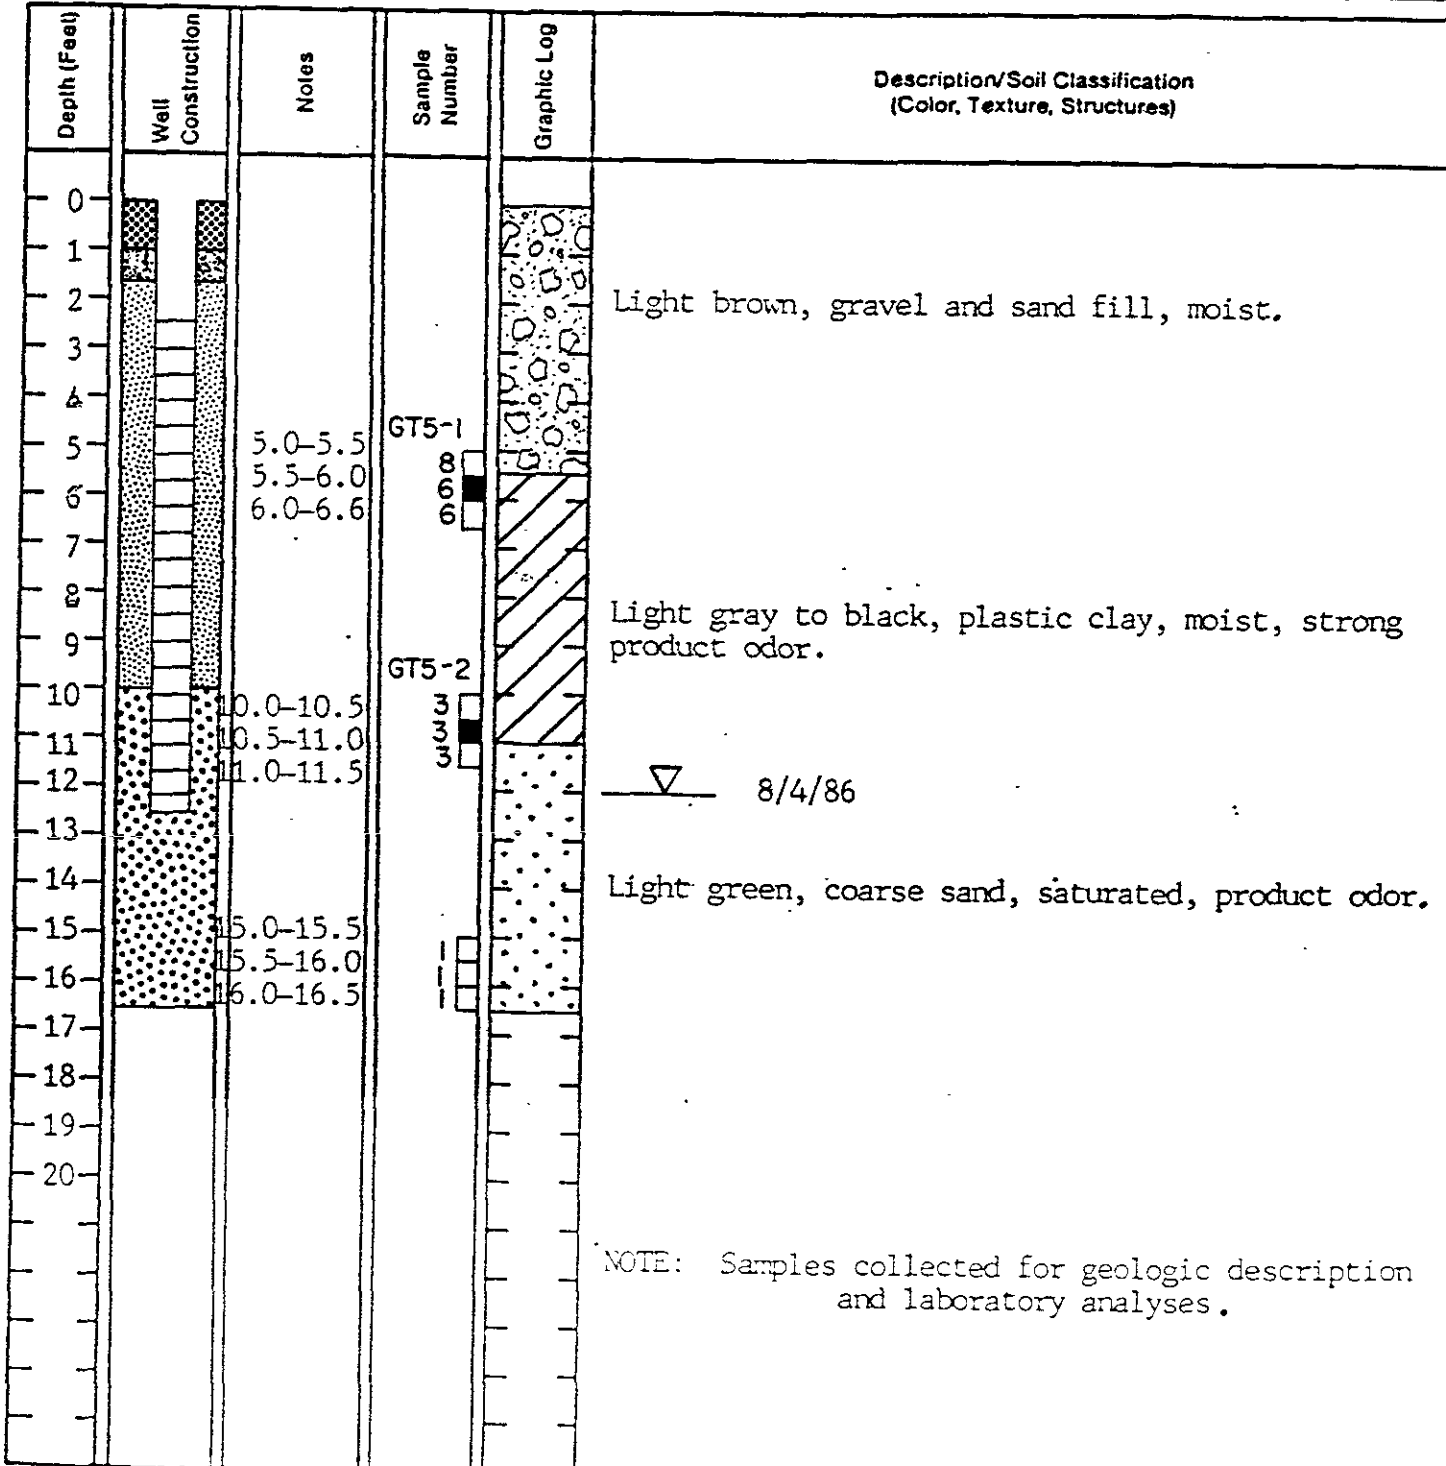 Depth (Feet)
Well
Construction
Notes
Sample
Number
Graphic Log
Description/Soil Classification
(Color, Texture, Structures)
0
1
2
3
4
5
6
7
8
9
10
11
12
13
14
15
16
17
18
19
20
5.0-5.5
5.5-6.0
6.0-6.6
10.0-10.5
10.5-11.0
11.0-11.5
15.0-15.5
15.5-16.0
16.0-16.5
GT5-1
8
6
6
GT5-2
3
3
3
1
1
1
Light brown, gravel and sand fill, moist.
Light gray to black, plastic clay, moist, strong
product odor.
8/4/86
Light green, coarse sand, saturated, product odor.
NOTE: Samples collected for geologic description
and laboratory analyses.